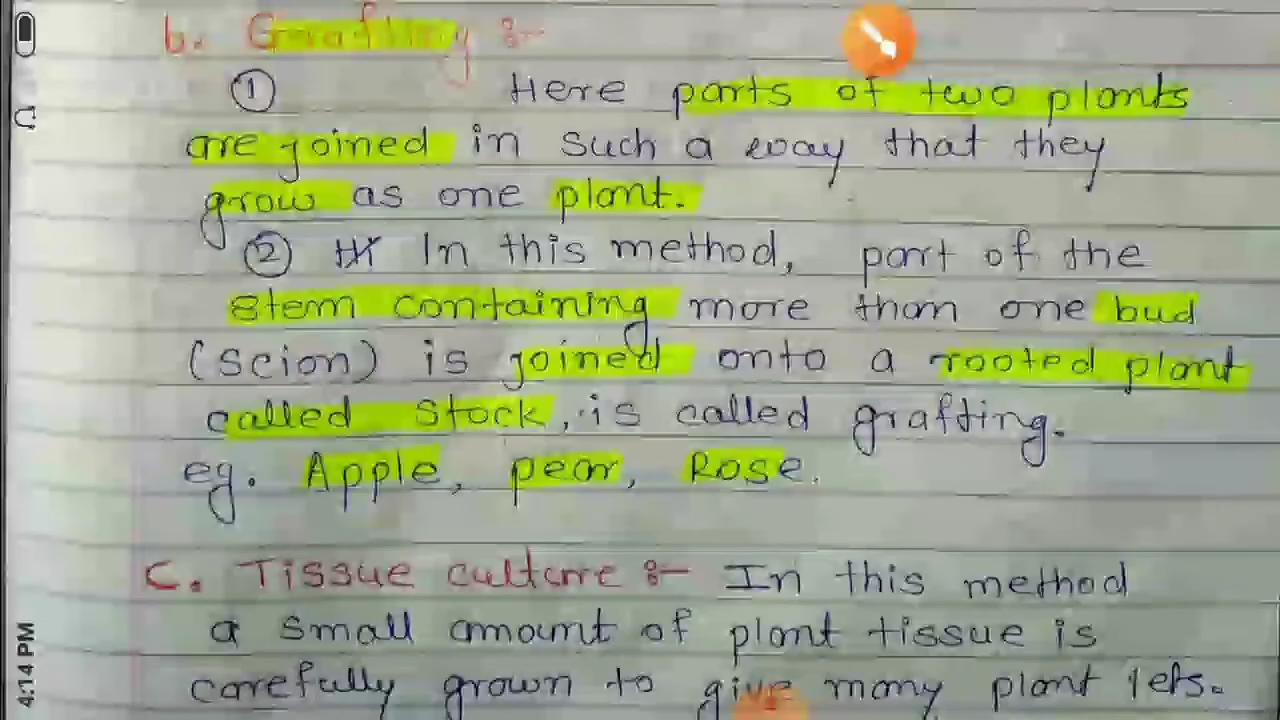 b. Grafting :-
① Here parts of two plants
are joined in such a way that they
grow as one plant.
② In this method, part of the
stem containing more than one bud
(scion) is joined onto a rooted plant
called stock, is called grafting.
eg. Apple, pear, Rose.
C. Tissue culture :- In this method
a small amount of plant tissue is
carefully grown to give many plant lets.
4:14 PM